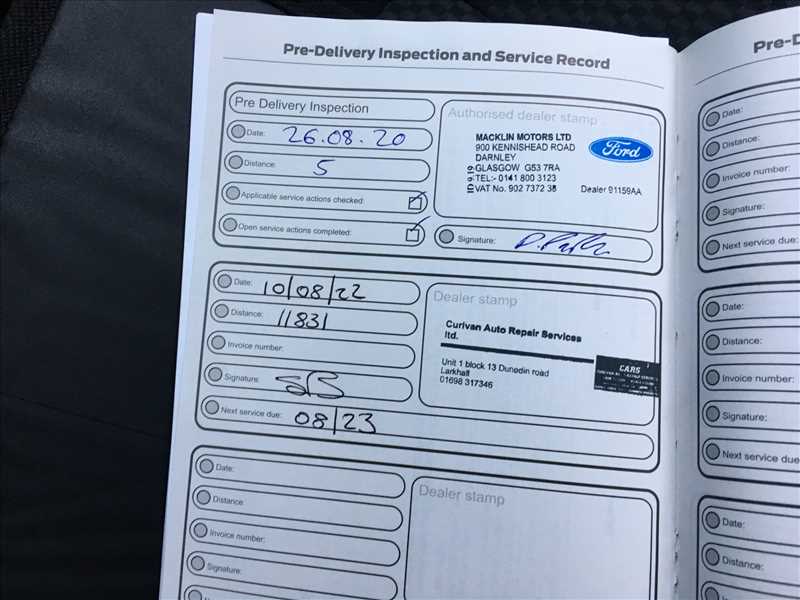 Pre-Delivery Inspection and Service Record
Pre Delivery Inspection
Date: 26.08.20
Distance: 5
Applicable service actions checked:
Open service actions completed:
Authorised dealer stamp
MACKLIN MOTORS LTD
900 KENNISHEAD ROAD
DARNLEY
GLASGOW G53 7RA
TEL:- 0141 800 3123
VAT No. 902 7372 38
Ford
Dealer 91159AA
Signature:
Date: 10/08/22
Distance: 11831
Invoice number:
Signature:
Next service due: 08/23
Dealer stamp
Curivan Auto Repair Services
ltd.
Unit 1 block 13 Dunedin road
Larkhall
01698 317346
CARS
Date:
Distance
Invoice number:
Signature:
Dealer stamp
Pre-D
Date:
Distance:
Invoice number:
Signature:
Next service due:
Date:
Distance:
Invoice number:
Signature:
Next service due
Date:
Distance:
Invoice number: